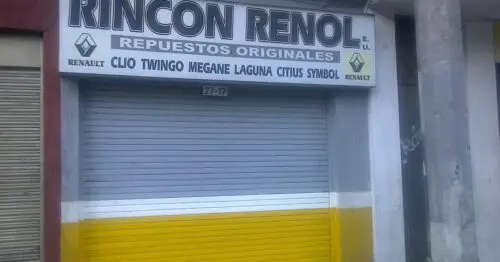 RINCON RENOL E.U.
REPUESTOS ORIGINALES
RENAULT CLIO TWINGO MEGANE LAGUNA CITIUS SYMBOL RENAULT